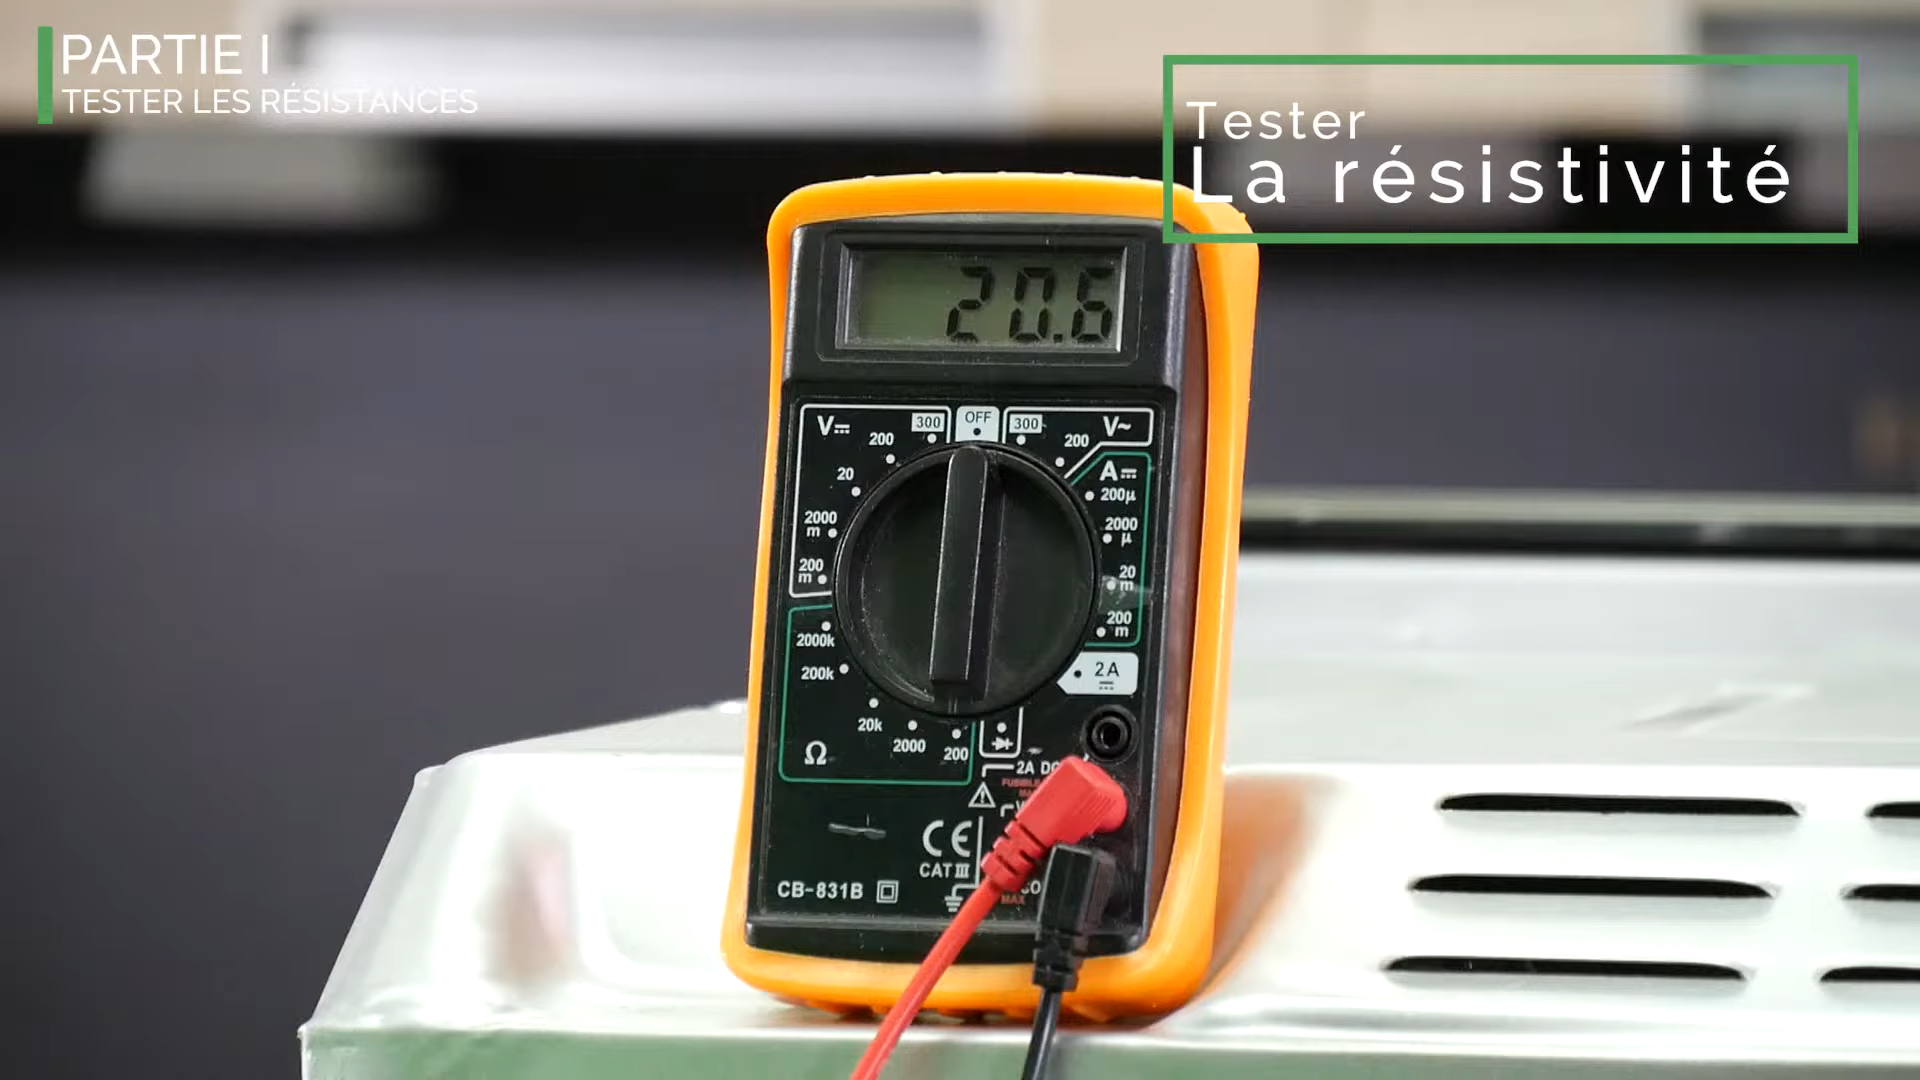 PARTIE I
TESTER LES RÉSISTANCES
Tester
La résistivité
20.6
V
300
OFF
300
V~
200
200
20
A
200µ
2000
m
2000
µ
200
m
20
m
2000k
200
m
200k
2A
20k
2000
200
Ω
2A DC
CE
CAT III
CB-831B
MAX